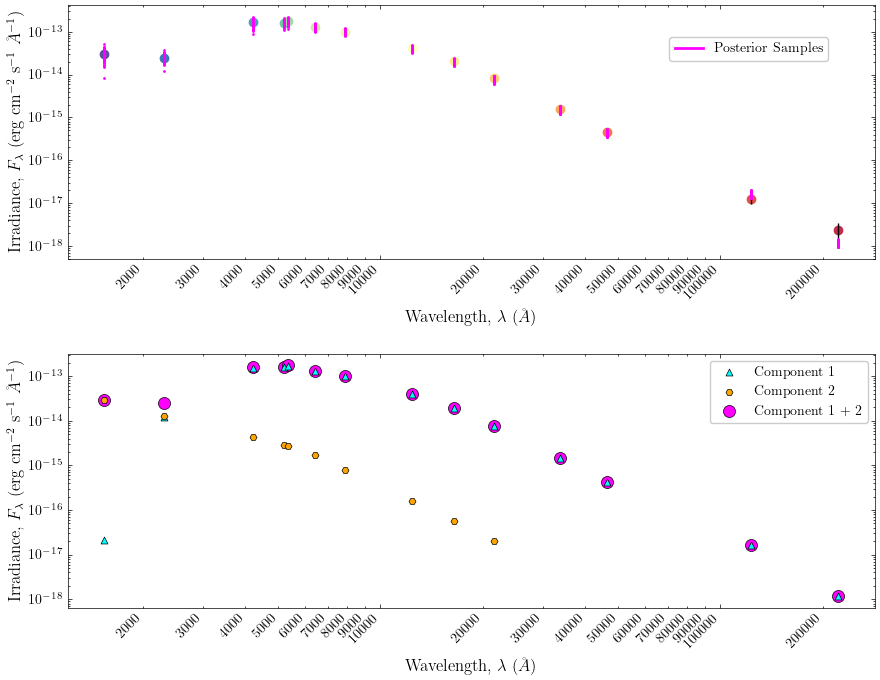 Irradiance, F_λ (erg cm⁻² s⁻¹ Å⁻¹)
10⁻¹³
10⁻¹⁴
10⁻¹⁵
10⁻¹⁶
10⁻¹⁷
10⁻¹⁸
Posterior Samples
2000 3000 4000 5000 6000 7000 8000 9000 10000 20000 30000 40000 50000 60000 70000 80000 90000 100000 200000
Wavelength, λ (Å)
Irradiance, F_λ (erg cm⁻² s⁻¹ Å⁻¹)
10⁻¹³
10⁻¹⁴
10⁻¹⁵
10⁻¹⁶
10⁻¹⁷
10⁻¹⁸
Component 1
Component 2
Component 1 + 2
2000 3000 4000 5000 6000 7000 8000 9000 10000 20000 30000 40000 50000 60000 70000 80000 90000 100000 200000
Wavelength, λ (Å)